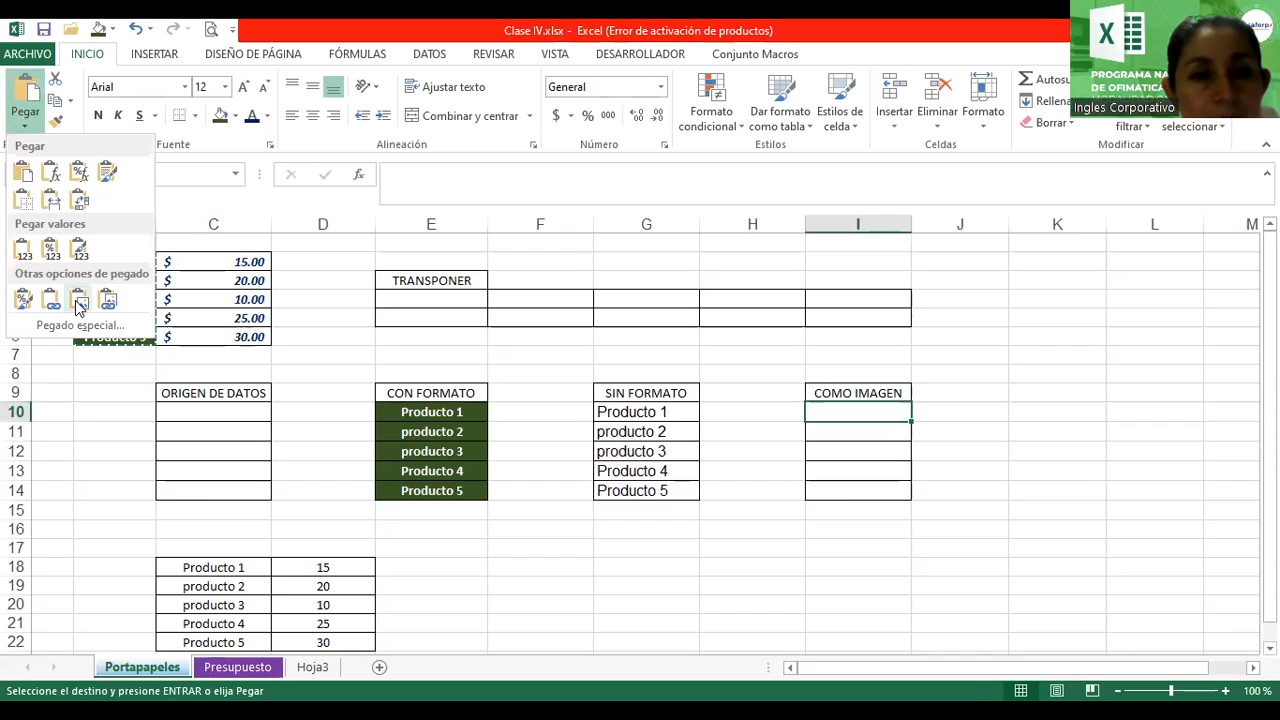 Clase IV.xlsx - Excel (Error de activación de productos)
ARCHIVO INICIO INSERTAR DISEÑO DE PÁGINA FÓRMULAS DATOS REVISAR VISTA DESARROLLADOR Conjunto Macros
PROGRAMA NA
DE OFIMÁTICA
Ingles Corporativo
Pegar
Arial 12
N K S
Fuente
Ajustar texto
Combinar y centrar
Alineación
General
$ % 000
Número
Formato condicional
Dar formato como tabla
Estilos de celda
Estilos
Insertar Eliminar Formato
Celdas
Autosu
Rellena
Borrar
filtrar seleccionar
Modificar
Pegar
Pegar valores
123 123 123
Otras opciones de pegado
Pegado especial...
C D E F G H I J K L M
$ 15.00
$ 20.00 TRANSPONER
$ 10.00
$ 25.00
$ 30.00
7
8
9 ORIGEN DE DATOS CON FORMATO SIN FORMATO COMO IMAGEN
10 Producto 1 Producto 1
11 producto 2 producto 2
12 producto 3 producto 3
13 Producto 4 Producto 4
14 Producto 5 Producto 5
15
16
17
18 Producto 1 15
19 producto 2 20
20 producto 3 10
21 Producto 4 25
22 Producto 5 30
Portapapeles Presupuesto Hoja3
Seleccione el destino y presione ENTRAR o elija Pegar
100 %